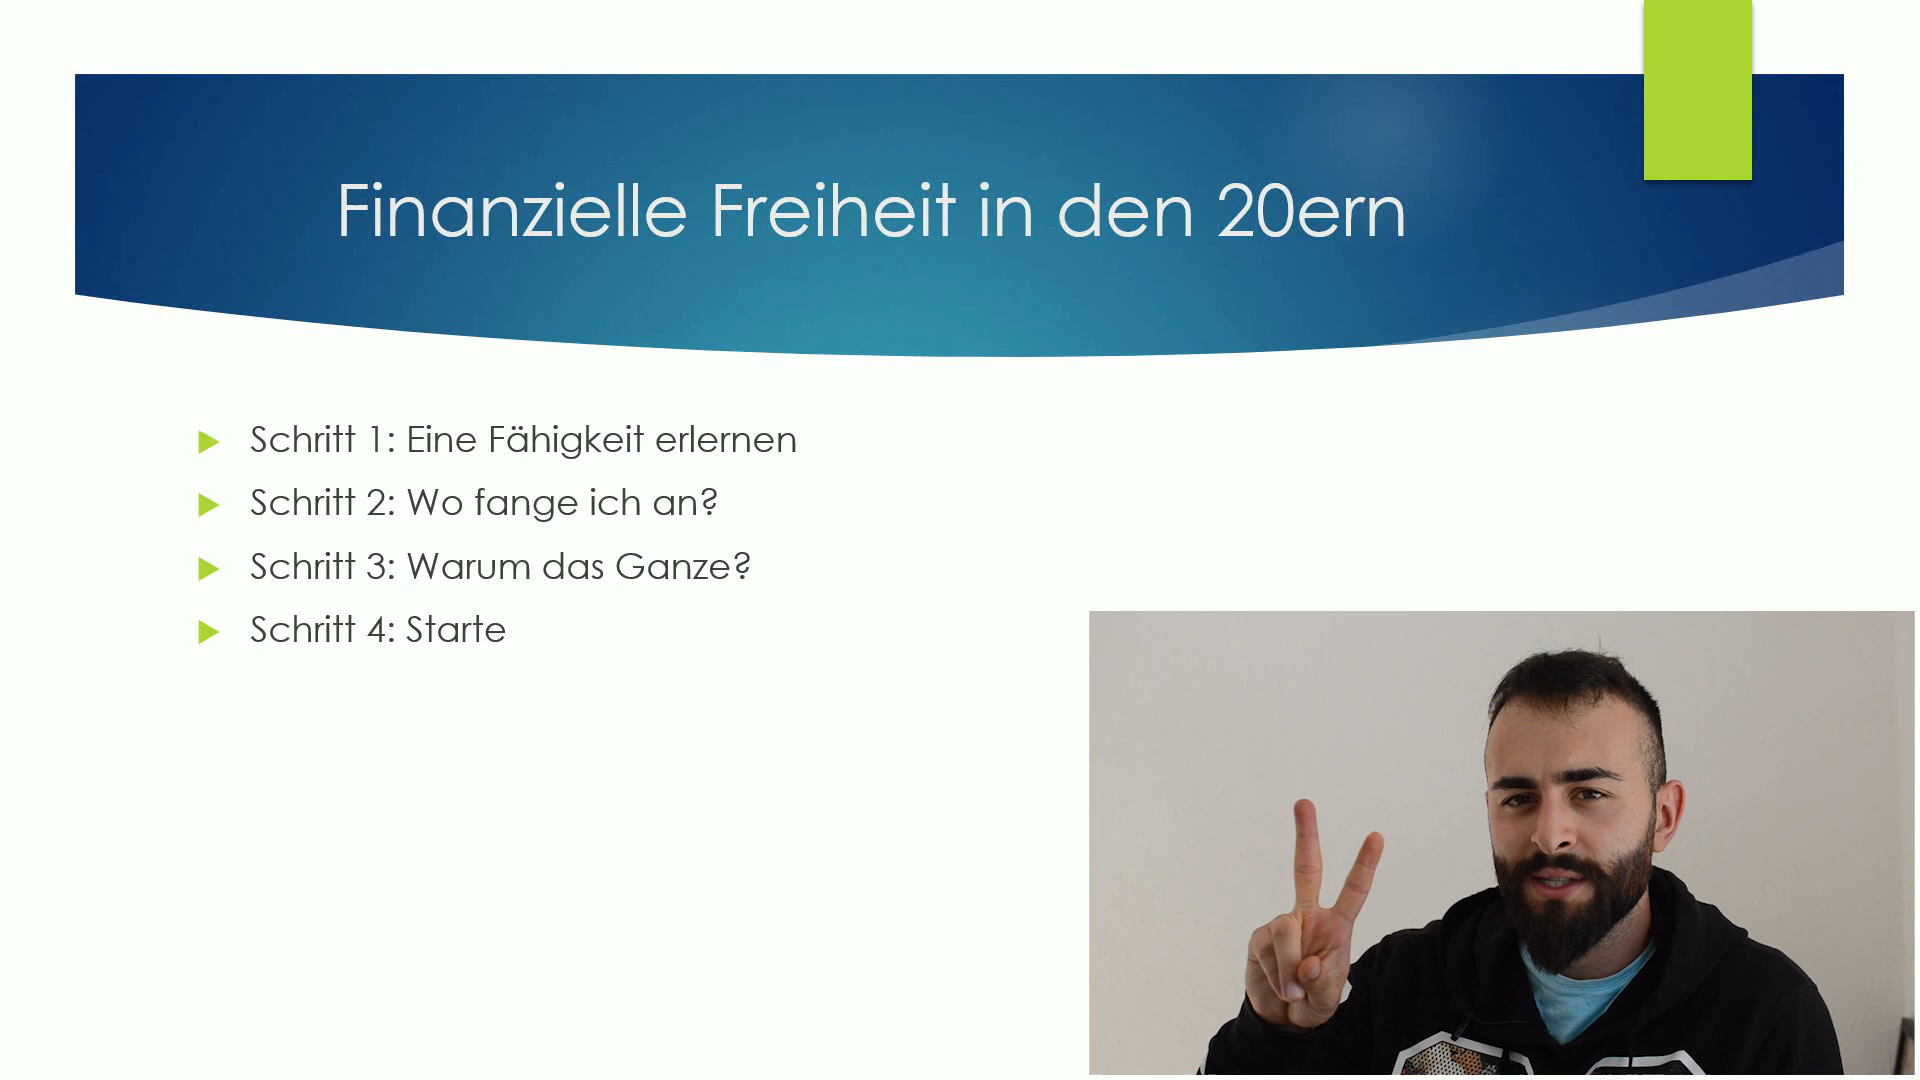 Finanzielle Freiheit in den 20ern
Schritt 1: Eine Fähigkeit erlernen
Schritt 2: Wo fange ich an?
Schritt 3: Warum das Ganze?
Schritt 4: Starte